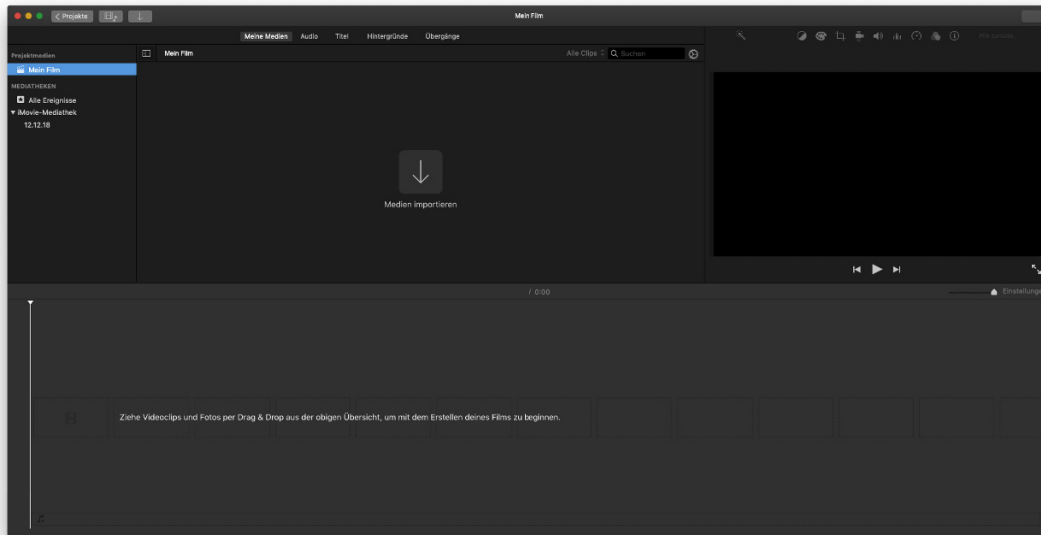 Projekte
Mein Film
Meine Medien Audio Titel Hintergründe Übergänge
Projektmedien
Mein Film
MEDIATHEKEN
Alle Ereignisse
iMovie-Mediathek
12.12.18
Mein Film
Alle Clips
Suchen
Medien importieren
/ 0:00
Ziehe Videoclips und Fotos per Drag & Drop aus der obigen Übersicht, um mit dem Erstellen deines Films zu beginnen.